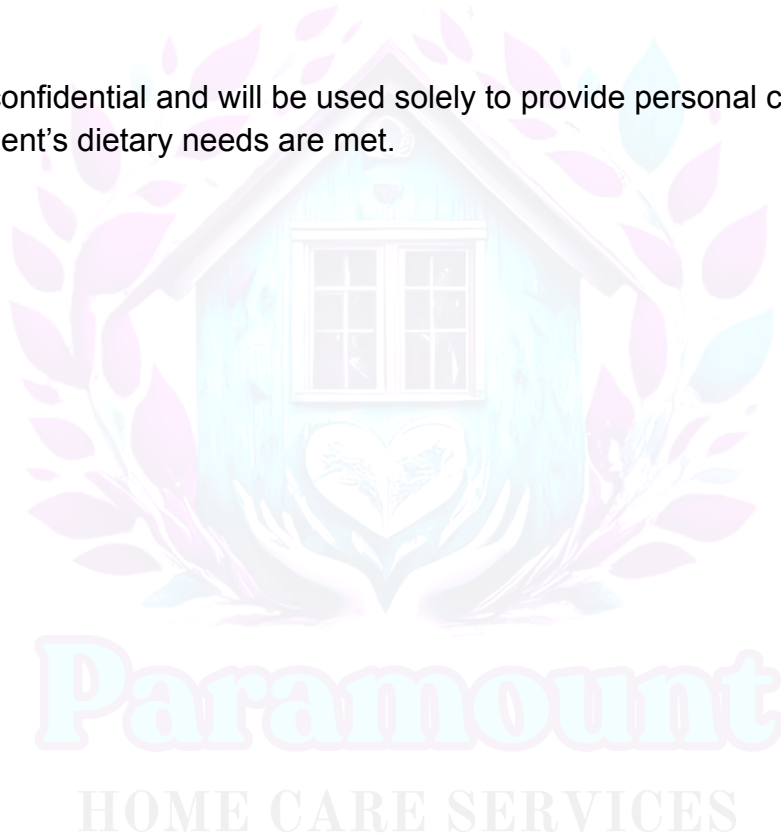 onfidential and will be used solely to provide personal c
ent’s dietary needs are met.
Paramount
HOME CARE SERVICES